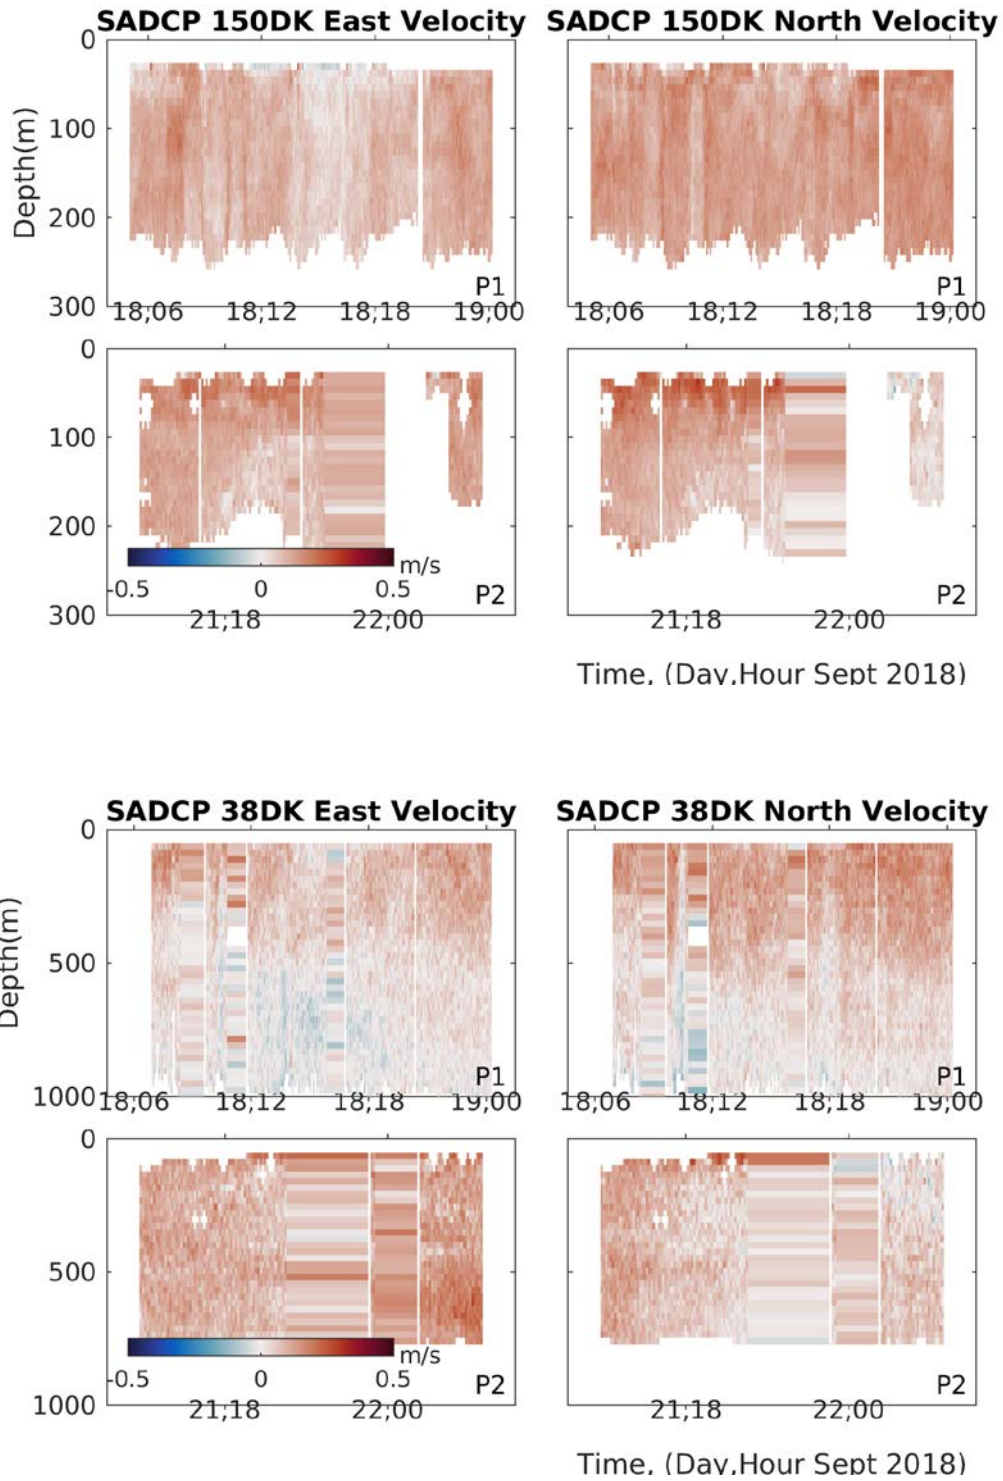 SADCP 150DK East Velocity SADCP 150DK North Velocity
0
Depth(m)
100
200
300
P1 P1
18;06 18;12 18;18 19;00 18;06 18;12 18;18 19;00
0
100
200
300
-0.5 0 0.5 m/s
P2 P2
21;18 22;00 21;18 22;00
Time, (Day,Hour Sept 2018)
SADCP 38DK East Velocity SADCP 38DK North Velocity
0
Depth(m)
500
1000
P1 P1
18;06 18;12 18;18 19;00 18;06 18;12 18;18 19;00
0
500
1000
-0.5 0 0.5 m/s
P2 P2
21;18 22;00 21;18 22;00
Time, (Day,Hour Sept 2018)